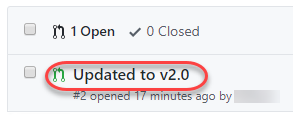 1 Open 0 Closed
Updated to v2.0
#2 opened 17 minutes ago by